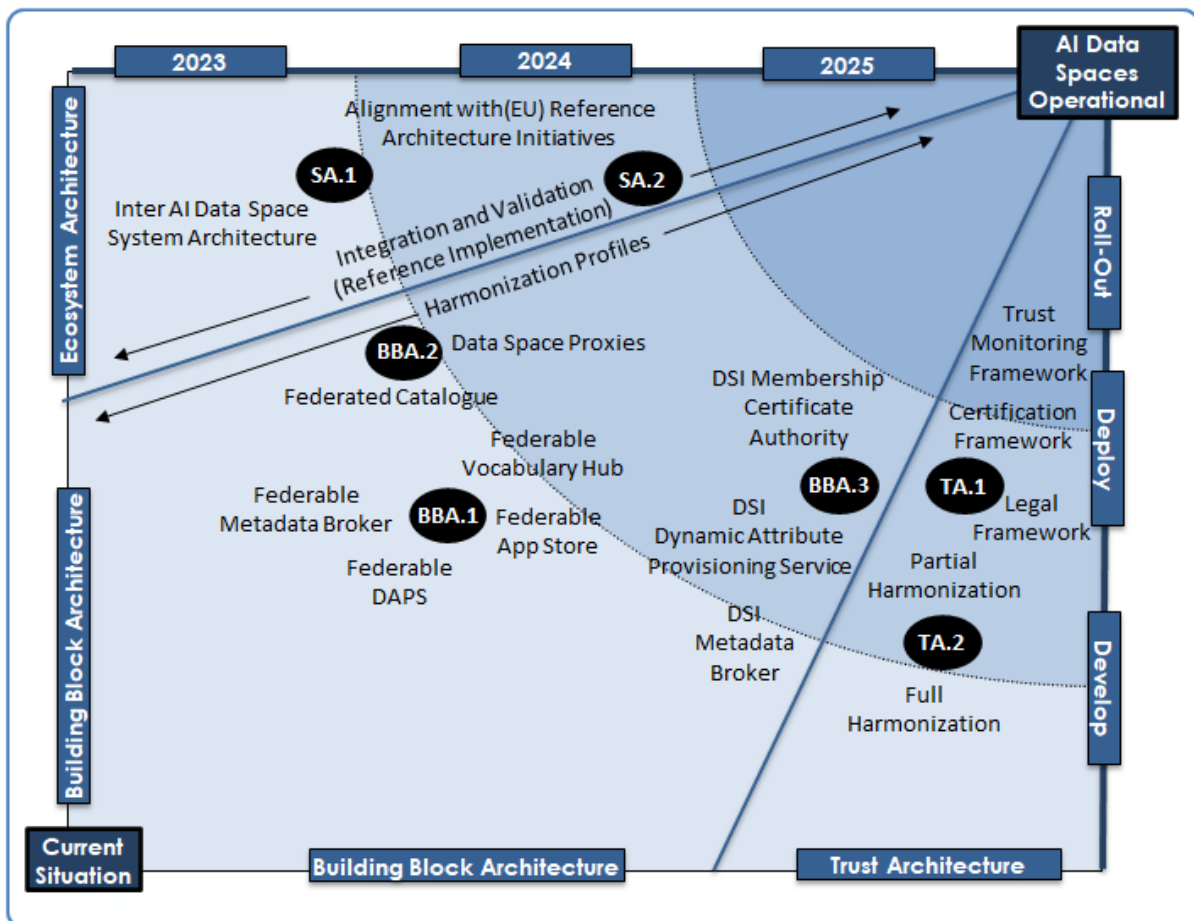 2023
2024
2025
AI Data
Spaces
Operational
Ecosystem Architecture
Alignment with(EU) Reference
Architecture Initiatives
SA.1
SA.2
Inter AI Data Space
System Architecture
Integration and Validation
(Reference Implementation)
Harmonization Profiles
Roll-Out
BBA.2
Data Space Proxies
Federated Catalogue
Trust
Monitoring
Framework
DSI Membership
Certificate
Authority
Certification
Framework
Deploy
Building Block Architecture
Federable
Vocabulary Hub
Federable
Metadata Broker
BBA.1
Federable
App Store
Federable
DAPS
BBA.3
TA.1
DSI
Dynamic Attribute
Provisioning Service
Legal
Framework
Partial
Harmonization
DSI
Metadata
Broker
TA.2
Full
Harmonization
Develop
Current
Situation
Building Block Architecture
Trust Architecture